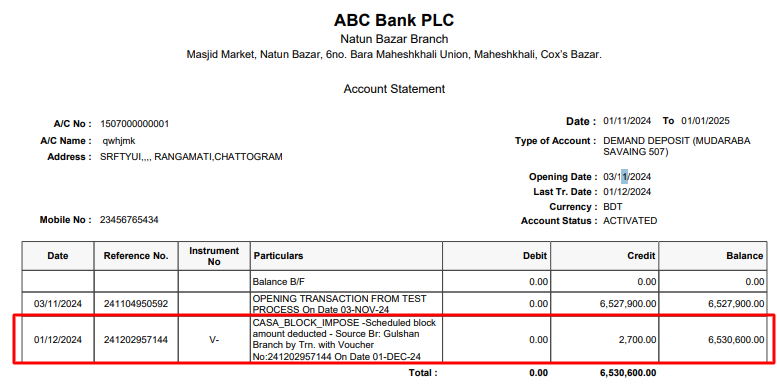 ABC Bank PLC
Natun Bazar Branch
Masjid Market, Natun Bazar, 6no. Bara Maheshkhali Union, Maheshkhali, Cox's Bazar.
Account Statement
A/C No : 1507000000001
A/C Name : qwhjmk
Address : SRFTYUI,,,, RANGAMATI,CHATTOGRAM
Mobile No : 23456765434
Date : 01/11/2024 To 01/01/2025
Type of Account : DEMAND DEPOSIT (MUDARABA
SAVAING 507)
Opening Date : 03/11/2024
Last Tr. Date : 01/12/2024
Currency : BDT
Account Status : ACTIVATED
Date Reference No. Instrument No Particulars Debit Credit Balance
Balance B/F 0.00 0.00 0.00
03/11/2024 241104950592 OPENING TRANSACTION FROM TEST 0.00 6,527,900.00 6,527,900.00
PROCESS On Date 03-NOV-24
CASA_BLOCK_IMPOSE -Scheduled block
amount deducted - Source Br: Gulshan
01/12/2024 241202957144 V- Branch by Trn. with Voucher 0.00 2,700.00 6,530,600.00
No:241202957144 On Date 01-DEC-24
Total : 0.00 6,530,600.00